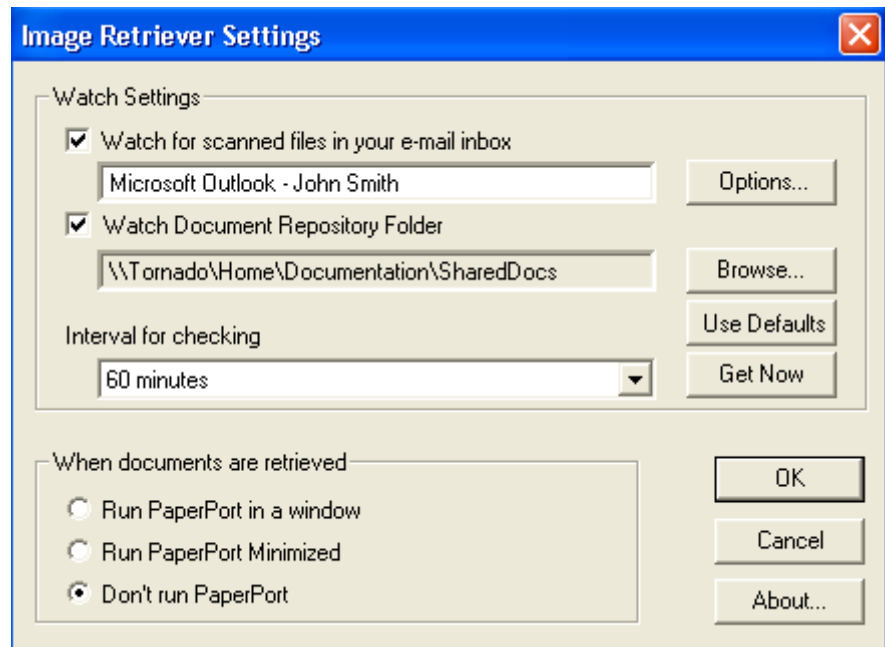 Image Retriever Settings
Watch Settings
Watch for scanned files in your e-mail inbox
Microsoft Outlook - John Smith
Options...
Watch Document Repository Folder
\\Tornado\Home\Documentation\SharedDocs
Browse...
Use Defaults
Interval for checking
60 minutes
Get Now
When documents are retrieved
Run PaperPort in a window
Run PaperPort Minimized
Don't run PaperPort
OK
Cancel
About...